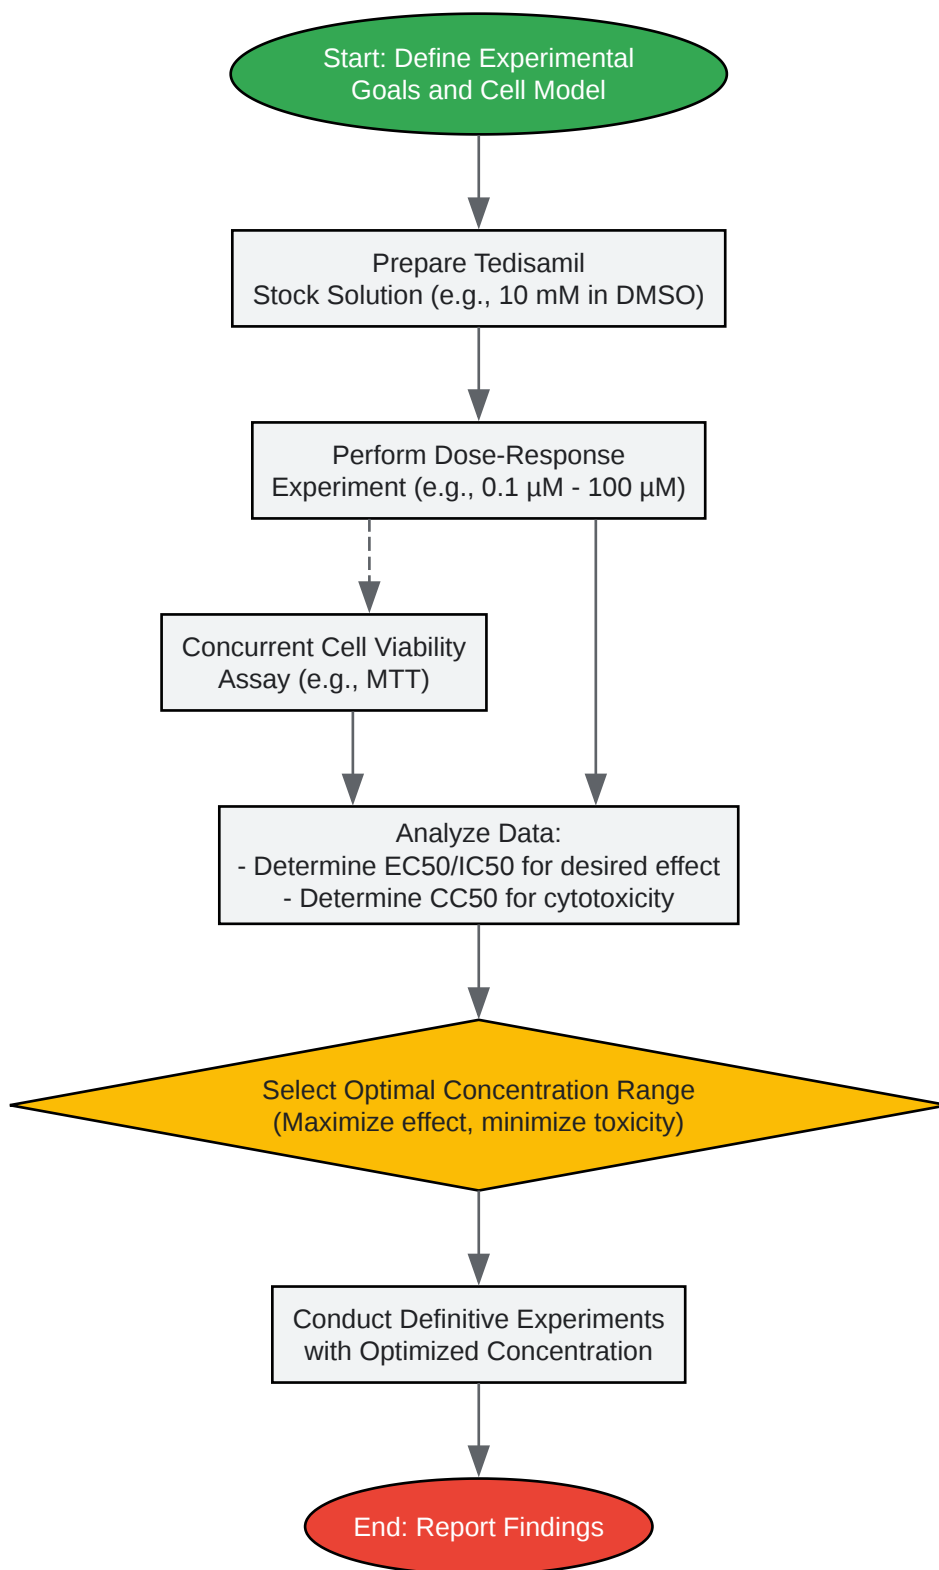 Start: Define Experimental
Goals and Cell Model
Prepare Tedisamil
Stock Solution (e.g., 10 mM in DMSO)
Perform Dose-Response
Experiment (e.g., 0.1 µM - 100 µM)
Concurrent Cell Viability
Assay (e.g., MTT)
Analyze Data:
- Determine EC50/IC50 for desired effect
- Determine CC50 for cytotoxicity
Select Optimal Concentration Range
(Maximize effect, minimize toxicity)
Conduct Definitive Experiments
with Optimized Concentration
End: Report Findings